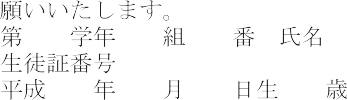 願いいたします。
第　　学年　　組　　番　氏名
生徒証番号
平成　　年　　月　　日生　　歳